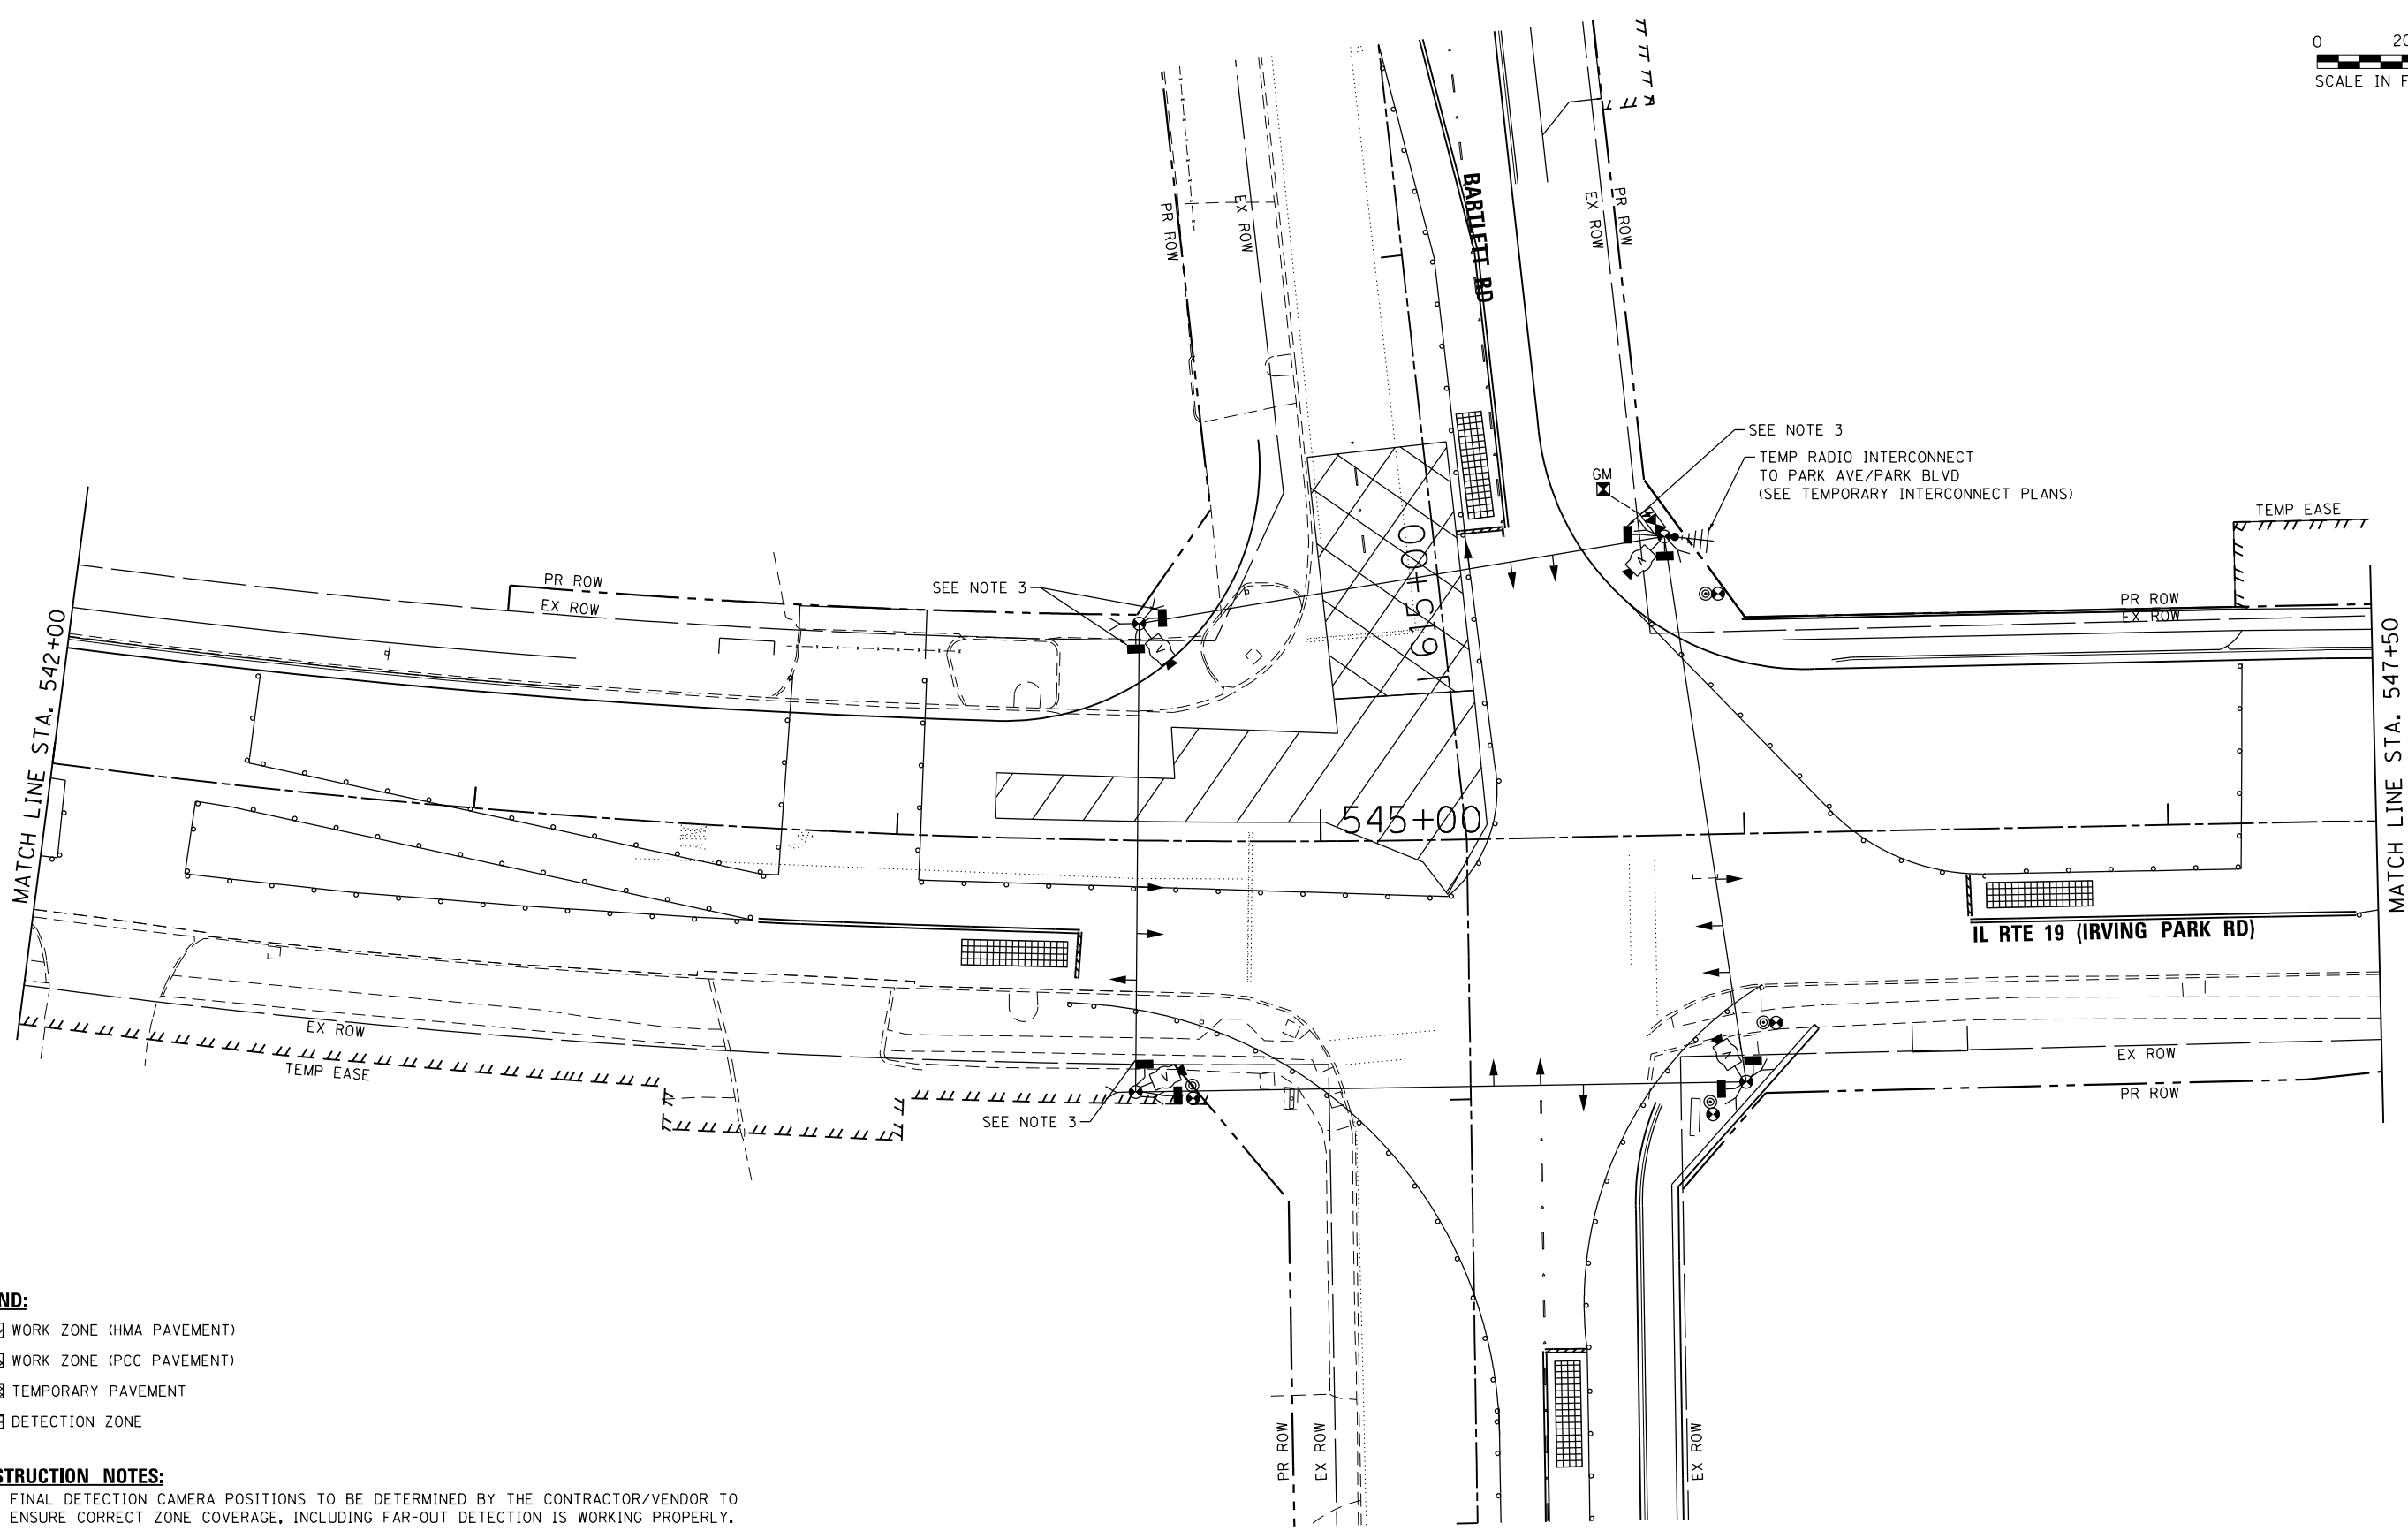 0 20
SCALE IN F
PR ROW
EX ROW
BARTLETT RD
EX ROW
PR ROW
SEE NOTE 3
TEMP RADIO INTERCONNECT
TO PARK AVE/PARK BLVD
(SEE TEMPORARY INTERCONNECT PLANS)
GM
TEMP EASE
MATCH LINE STA. 542+00
PR ROW
EX ROW
SEE NOTE 3
V
V
PR ROW
EX ROW
MATCH LINE STA. 547+50
195+00
545+00
IL RTE 19 (IRVING PARK RD)
EX ROW
TEMP EASE
V
V
SEE NOTE 3
EX ROW
PR ROW
PR ROW
EX ROW
EX ROW
ND:
WORK ZONE (HMA PAVEMENT)
WORK ZONE (PCC PAVEMENT)
TEMPORARY PAVEMENT
DETECTION ZONE
STRUCTION NOTES:
FINAL DETECTION CAMERA POSITIONS TO BE DETERMINED BY THE CONTRACTOR/VENDOR TO
ENSURE CORRECT ZONE COVERAGE, INCLUDING FAR-OUT DETECTION IS WORKING PROPERLY.